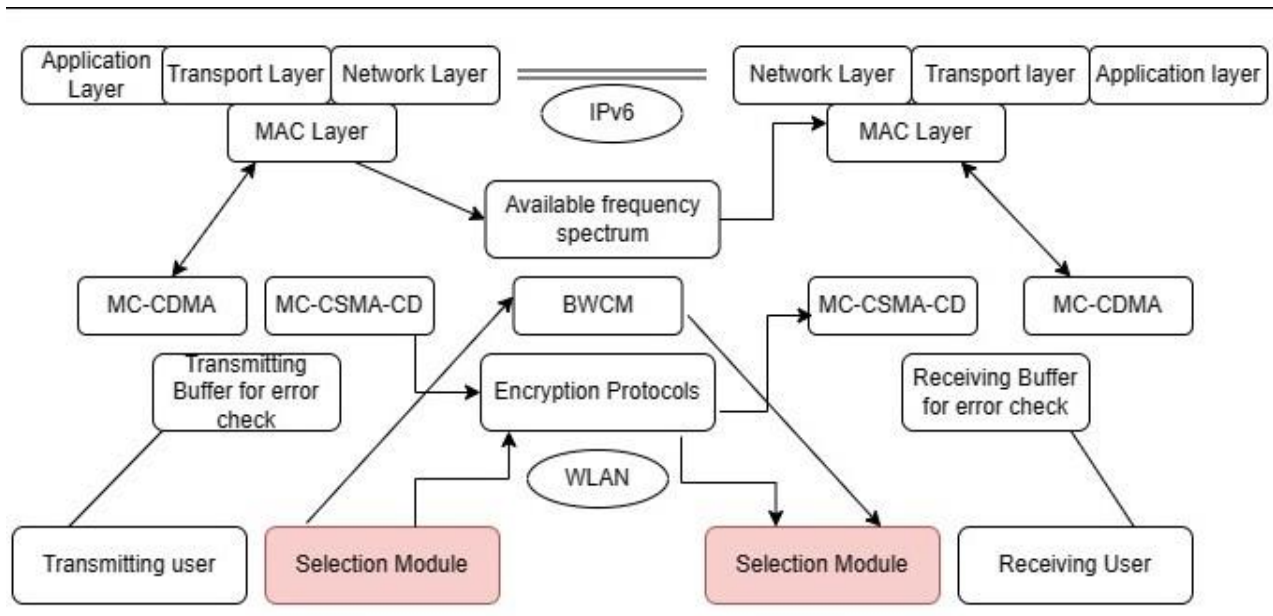 Application
Layer
Transport Layer
Network Layer
Network Layer
Transport layer
Application layer
IPv6
MAC Layer
MAC Layer
Available frequency
spectrum
MC-CDMA
MC-CSMA-CD
BWCM
MC-CSMA-CD
MC-CDMA
Transmitting
Buffer for error
check
Encryption Protocols
Receiving Buffer
for error check
WLAN
Transmitting user
Selection Module
Selection Module
Receiving User